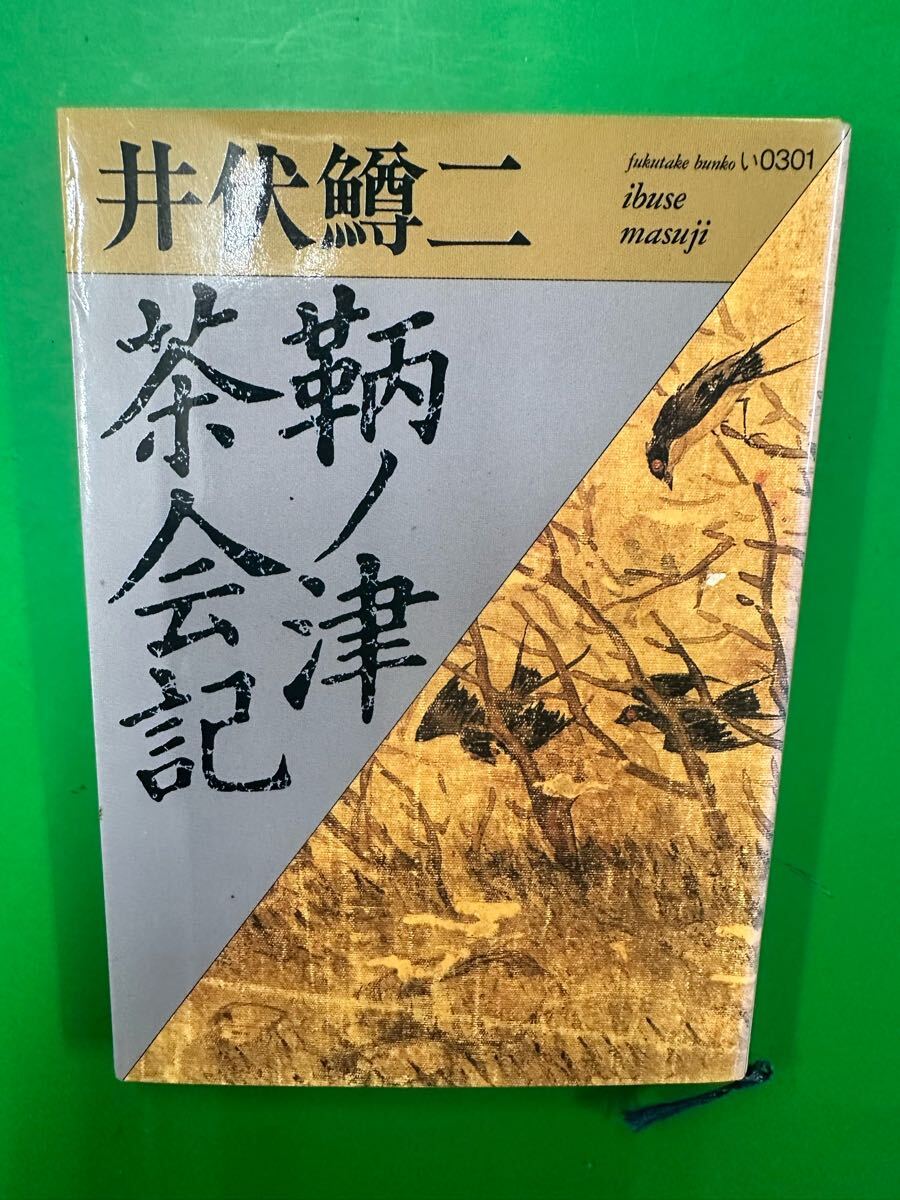 井伏鱒二
fukutake bunko い0301
ibuse
masuji
鞆ノ津
茶会記